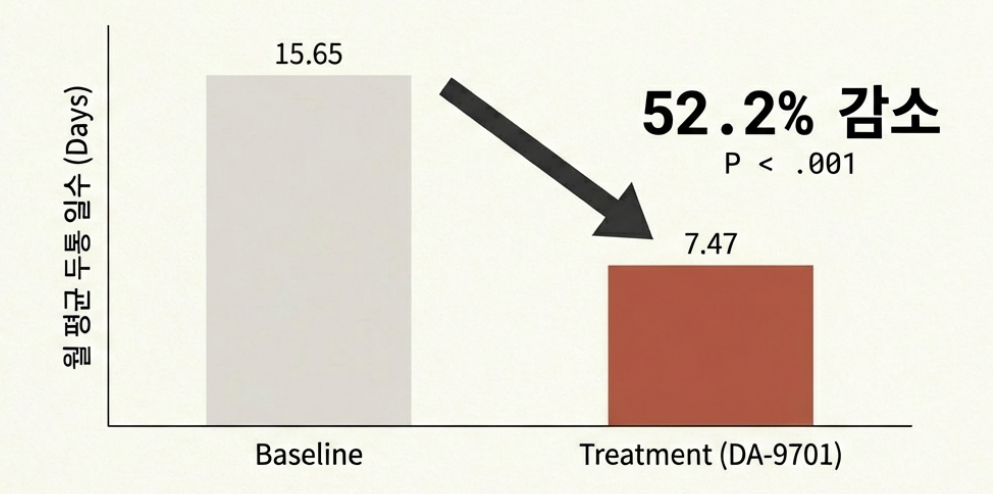 월 평균 두통 일수 (Days)
15.65
52.2% 감소
P < .001
7.47
Baseline
Treatment (DA-9701)